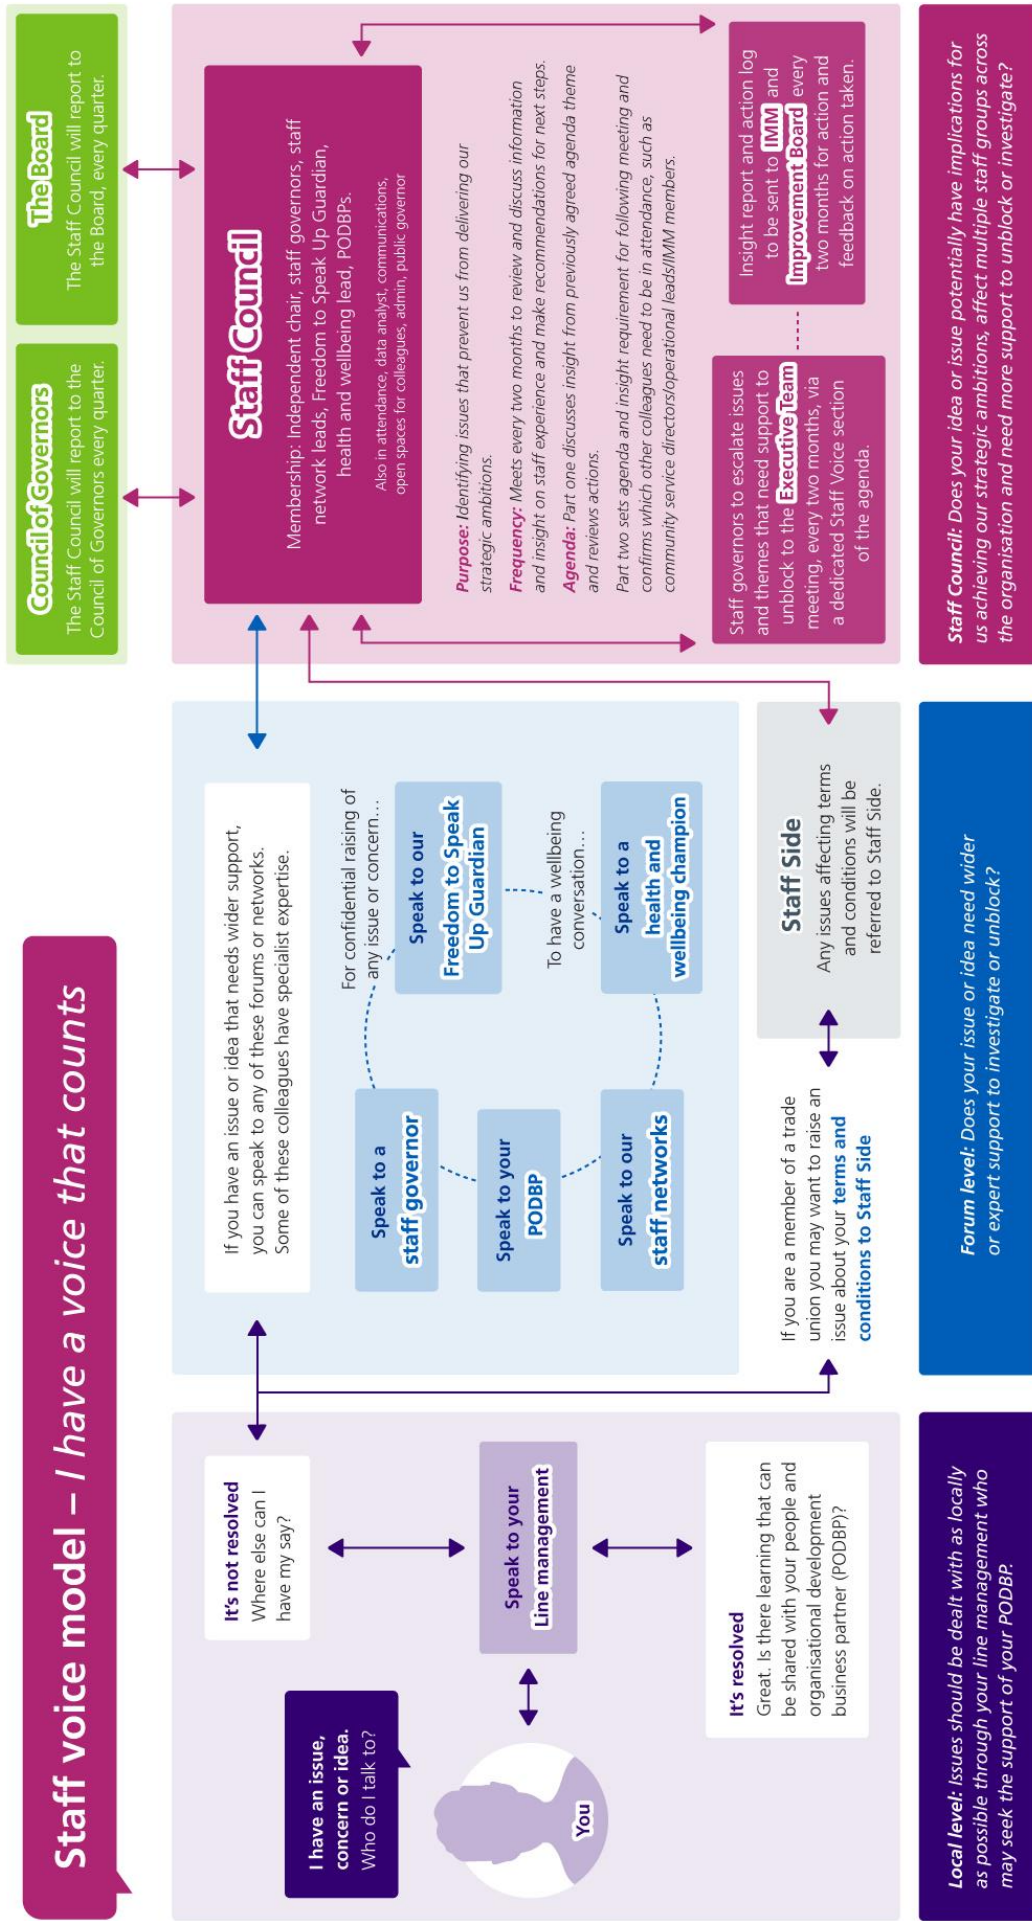 Staff voice model – I have a voice that counts
I have an issue,
concern or idea.
Who do I talk to?
You
It's not resolved
Where else can I
have my say?
Speak to your
Line management
It's resolved
Great. Is there learning that can
be shared with your people and
organisational development
business partner (PODBP)?
Local level: Issues should be dealt with as locally
as possible through your line management who
may seek the support of your PODBP.
If you have an issue or idea that needs wider support,
you can speak to any of these forums or networks.
Some of these colleagues have specialist expertise.
Speak to a
staff governor
Speak to your
PODBP
Speak to our
staff networks
For confidential raising of
any issue or concern…
Speak to our
Freedom to Speak
Up Guardian
To have a wellbeing
conversation…
Speak to a
health and
wellbeing champion
If you are a member of a trade
union you may want to raise an
issue about your terms and
conditions to Staff Side
Staff Side
Any issues affecting terms
and conditions will be
referred to Staff Side.
Forum level: Does your issue or idea need wider
or expert support to investigate or unblock?
Council of Governors
The Staff Council will report to the
Council of Governors every quarter.
The Board
The Staff Council will report to
the Board, every quarter.
Staff Council
Membership: Independent chair, staff governors, staff
network leads, Freedom to Speak Up Guardian,
health and wellbeing lead, PODBPs.
Also in attendance, data analyst, communications,
open spaces for colleagues, admin, public governor
Purpose: Identifying issues that prevent us from delivering our
strategic ambitions.
Frequency: Meets every two months to review and discuss information
and insight on staff experience and make recommendations for next steps.
Agenda: Part one discusses insight from previously agreed agenda theme
and reviews actions.
Part two sets agenda and insight requirement for following meeting and
confirms which other colleagues need to be in attendance, such as
community service directors/operational leads/IMM members.
Staff governors to escalate issues
and themes that need support to
unblock to the Executive Team
meeting, every two months, via
a dedicated Staff Voice section
of the agenda.
Insight report and action log
to be sent to IMM and
Improvement Board every
two months for action and
feedback on action taken.
Staff Council: Does your idea or issue potentially have implications for
us achieving our strategic ambitions, affect multiple staff groups across
the organisation and need more support to unblock or investigate?